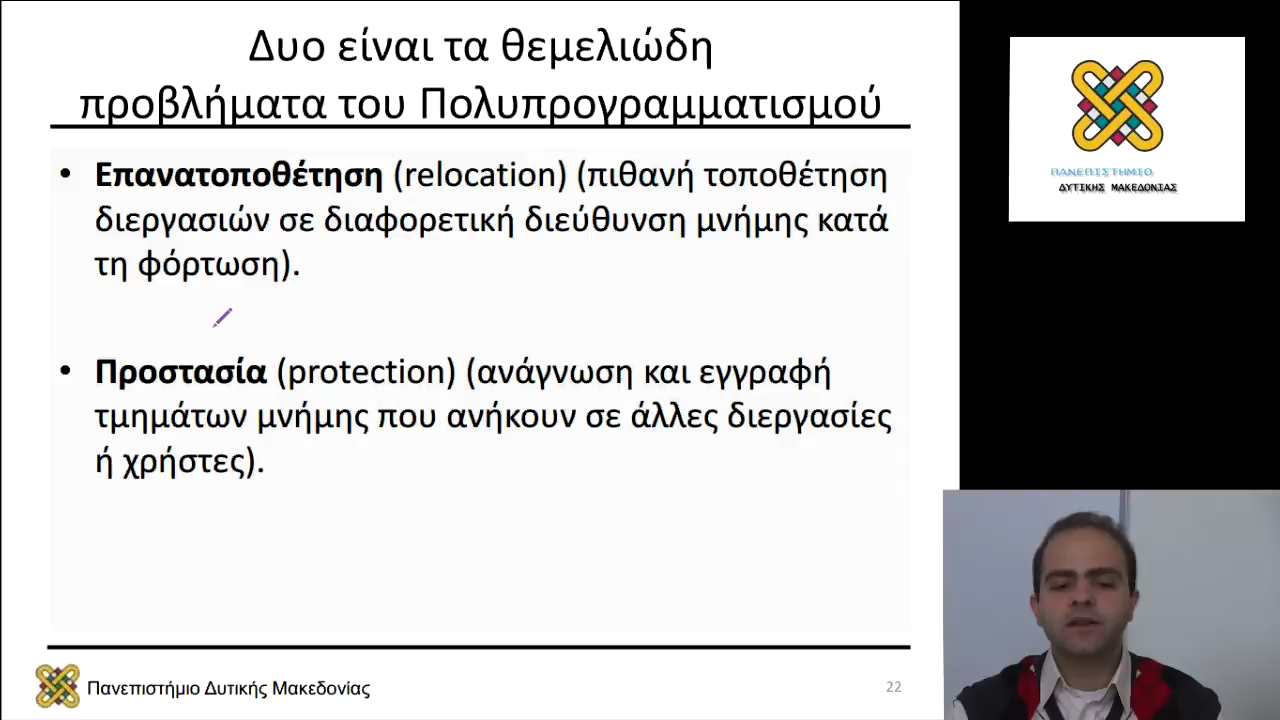 Δυο είναι τα θεμελιώδη
προβλήματα του Πολυπρογραμματισμού
• Επανατοποθέτηση (relocation) (πιθανή τοποθέτηση
διεργασιών σε διαφορετική διεύθυνση μνήμης κατά
τη φόρτωση).
• Προστασία (protection) (ανάγνωση και εγγραφή
τμημάτων μνήμης που ανήκουν σε άλλες διεργασίες
ή χρήστες).
Πανεπιστήμιο Δυτικής Μακεδονίας
22
ΠΑΝΕΠΙΣΤΗΜΙΟ
ΔΥΤΙΚΗΣ ΜΑΚΕΔΟΝΙΑΣ